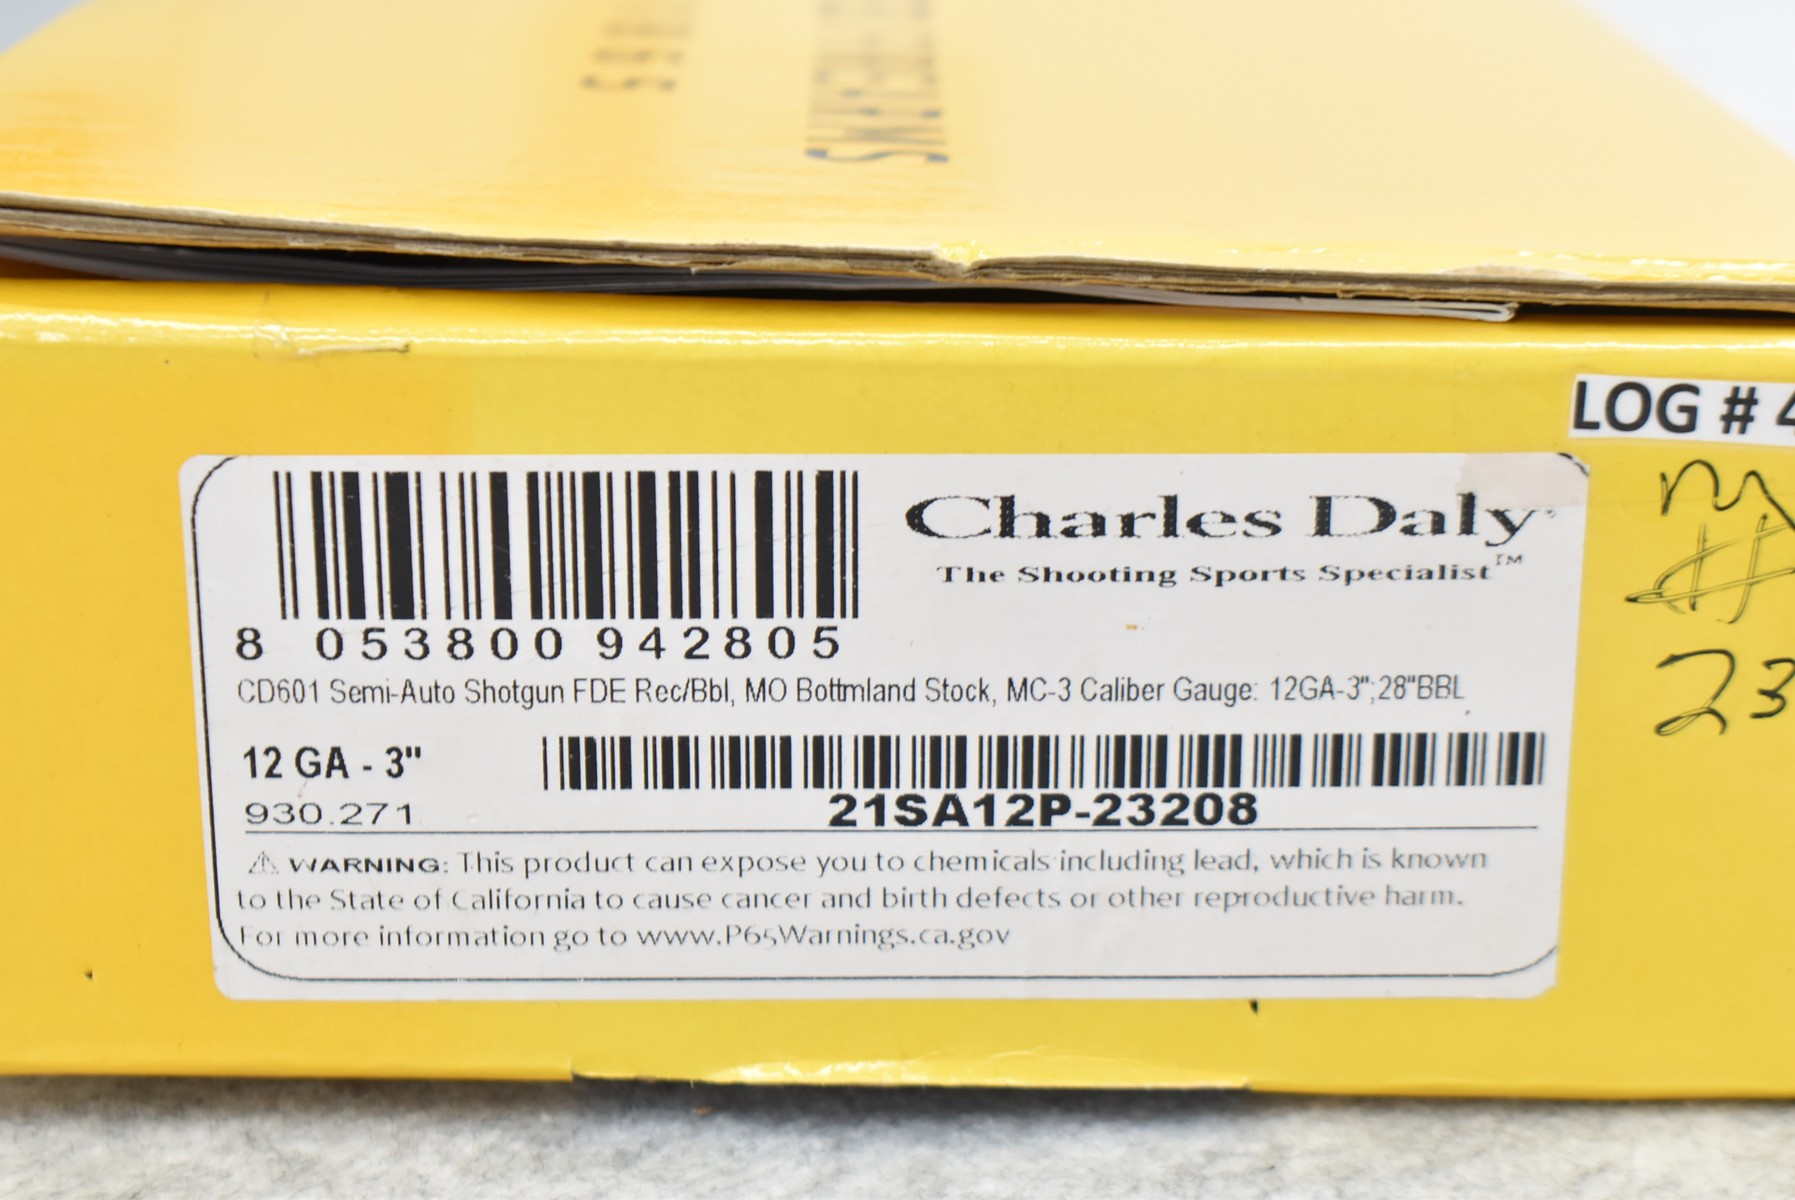 LOG # 4
Charles Daly
The Shooting Sports Specialist™
8 053800 942805
CD601 Semi-Auto Shotgun FDE Rec/Bbl, MO Bottmland Stock, MC-3 Caliber Gauge: 12GA-3";28"BBL
12 GA - 3"
930.271
21SA12P-23208
⚠ WARNING: This product can expose you to chemicals including lead, which is known
to the State of California to cause cancer and birth defects or other reproductive harm.
For more information go to www.P65Warnings.ca.gov
#
23